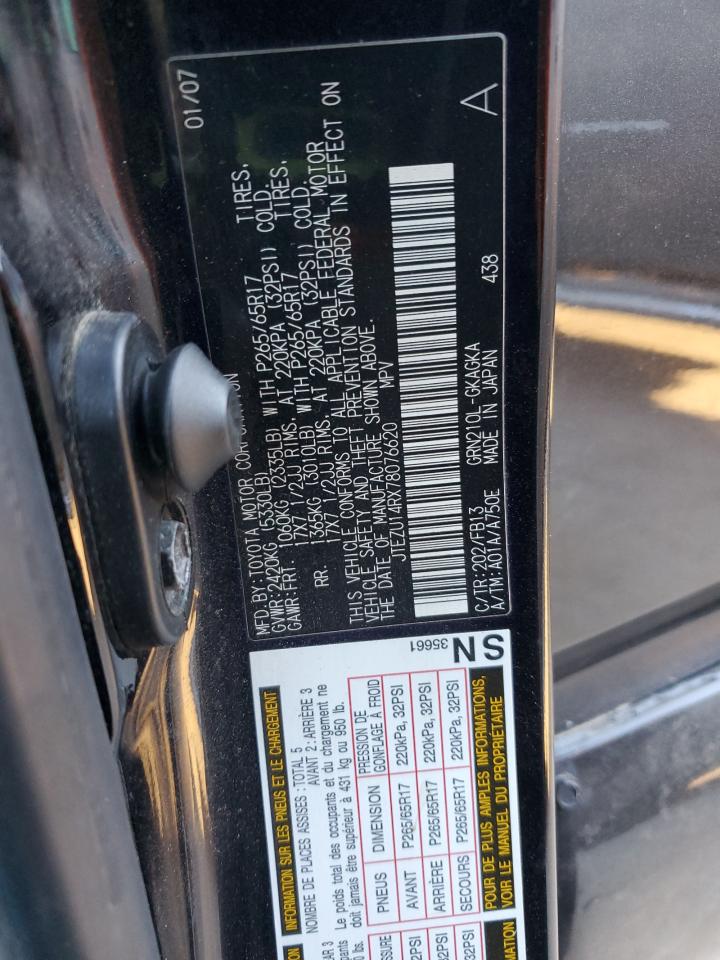 01/07
MFD. BY: TOYOTA MOTOR CORPORATION
GVWR: 2420KG (5330LB)
GAWR: FRT. 1060KG (2335LB) WITH P265/65R17 TIRES,
17X7 1/2JJ RIMS, AT 220KPA (32PSI) COLD.
RR. 1365KG (3010LB) WITH P265/65R17 TIRES,
17X7 1/2JJ RIMS, AT 220KPA (32PSI) COLD.
THIS VEHICLE CONFORMS TO ALL APPLICABLE FEDERAL MOTOR
VEHICLE SAFETY AND THEFT PREVENTION STANDARDS IN EFFECT ON
THE DATE OF MANUFACTURE SHOWN ABOVE.
JTEZU14RX78076620 MPV
C/TR: 202/FB13 GRN210L-GKAGKA 438 A
A/TM: A01A/A750E MADE IN JAPAN
INFORMATION SUR LES PNEUS ET LE CHARGEMENT
NOMBRE DE PLACES ASSISES : TOTAL 5
AVANT 2 : ARRIÈRE 3
Le poids total des occupants et du chargement ne
doit jamais être supérieur à 431 kg ou 950 lb.
PNEUS DIMENSION PRESSION DE GONFLAGE À FROID
AVANT P265/65R17 220kPa, 32PSI
ARRIÈRE P265/65R17 220kPa, 32PSI
SECOURS P265/65R17 220kPa, 32PSI
POUR DE PLUS AMPLES INFORMATIONS,
VOIR LE MANUEL DU PROPRIÉTAIRE
35661
SN